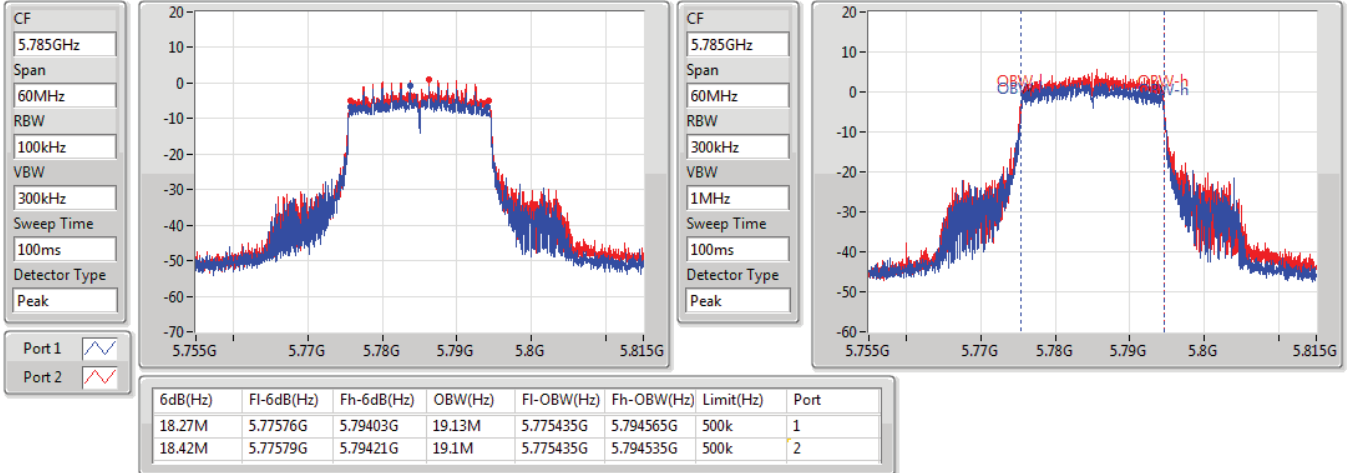 CF
5.785GHz
Span
60MHz
RBW
100kHz
VBW
300kHz
Sweep Time
100ms
Detector Type
Peak
Port 1
Port 2
20
10
0
-10
-20
-30
-40
-50
-60
-70
5.755G 5.77G 5.78G 5.79G 5.8G 5.815G
CF
5.785GHz
Span
60MHz
RBW
300kHz
VBW
1MHz
Sweep Time
100ms
Detector Type
Peak
20
10
0
-10
-20
-30
-40
-50
-60
OBW-h
OBW-h
5.755G 5.77G 5.78G 5.79G 5.8G 5.815G
6dB(Hz) Fl-6dB(Hz) Fh-6dB(Hz) OBW(Hz) Fl-OBW(Hz) Fh-OBW(Hz) Limit(Hz) Port
18.27M 5.77576G 5.79403G 19.13M 5.775435G 5.794565G 500k 1
18.42M 5.77579G 5.79421G 19.1M 5.775435G 5.794535G 500k 2